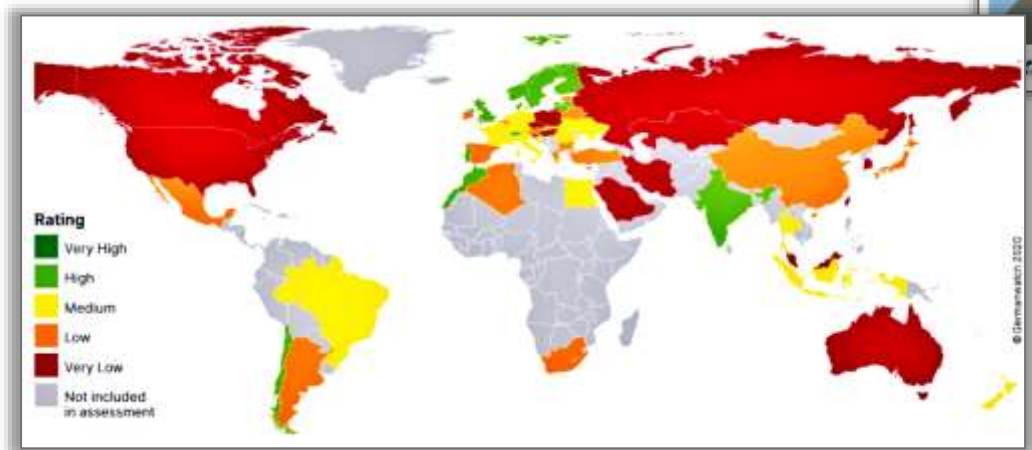 Rating
Very High
High
Medium
Low
Very Low
Not included
in assessment
© Germanwatch 2020